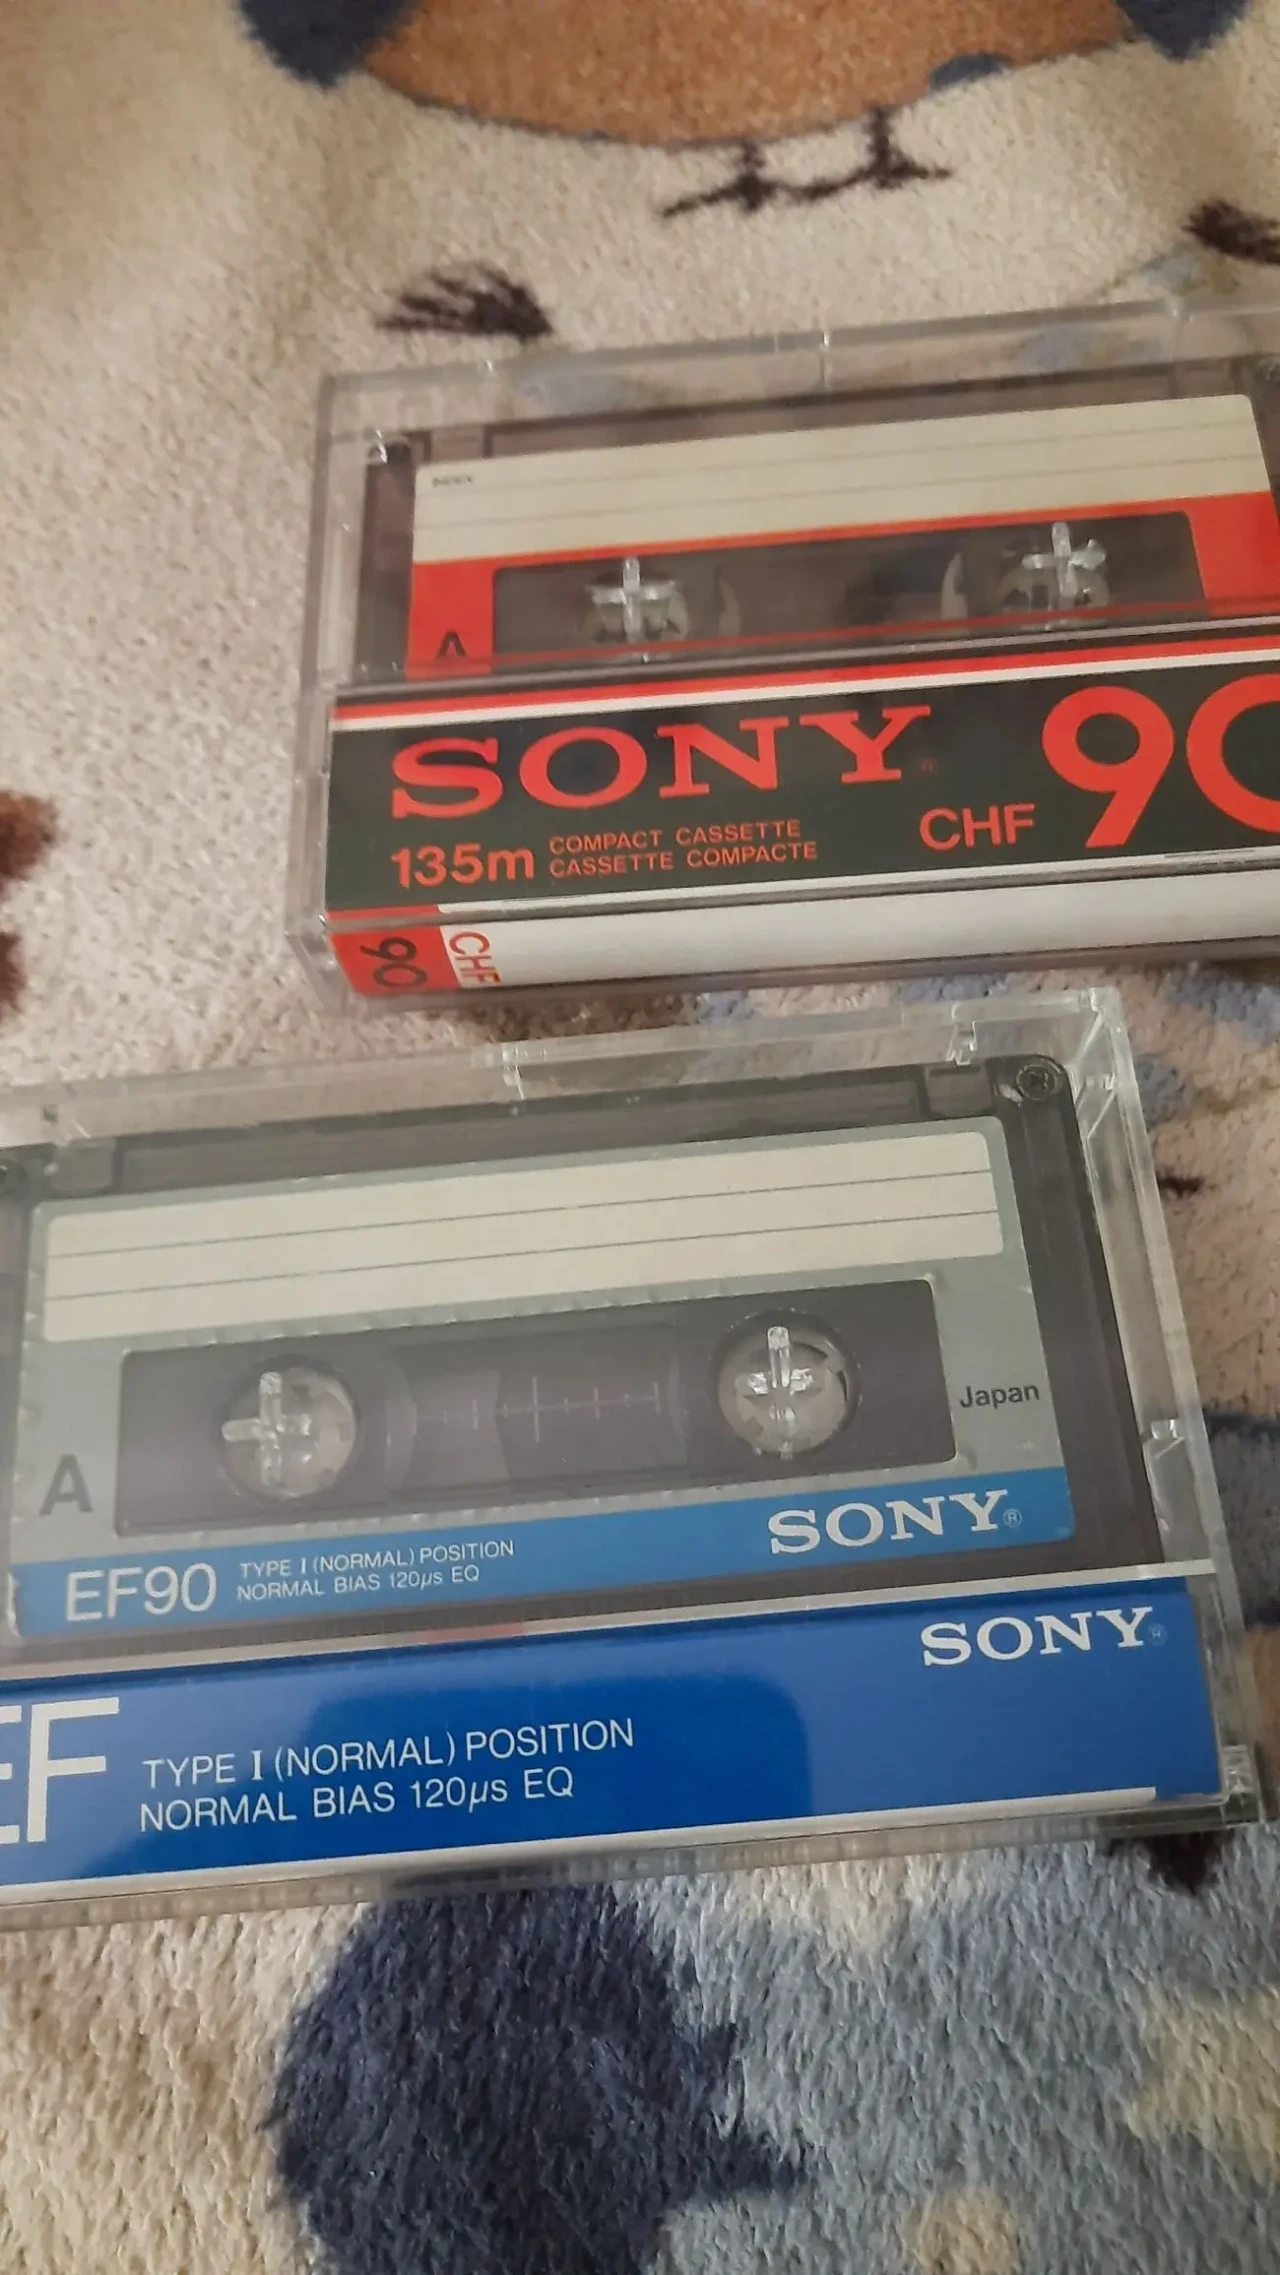 INDEX
A
SONY
CHF 90
135m COMPACT CASSETTE
CASSETTE COMPACTE
90 CHF
Japan
A
SONY®
EF90 TYPE I (NORMAL) POSITION
NORMAL BIAS 120µs EQ
SONY®
EF TYPE I (NORMAL) POSITION
NORMAL BIAS 120µs EQ